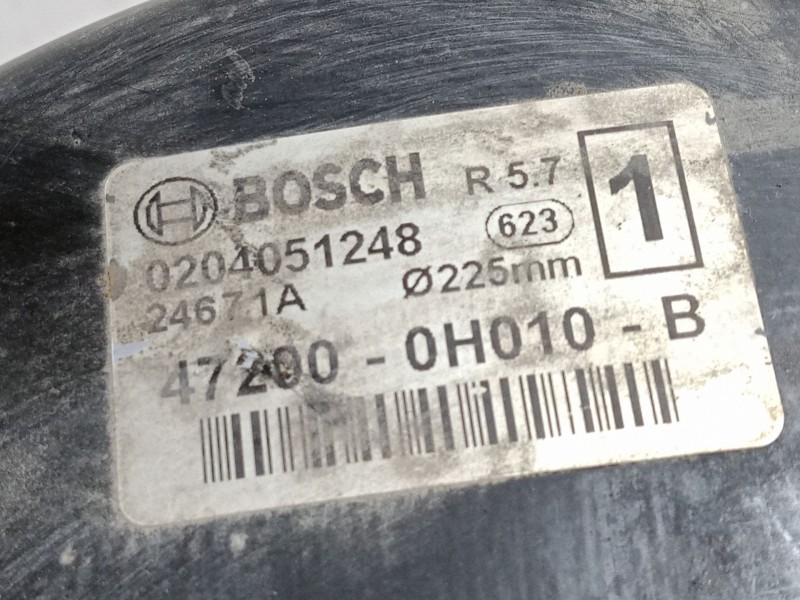 BOSCH R 5.7 1
623
0204051248
24671A Ø225mm
47200 - 0H010 - B